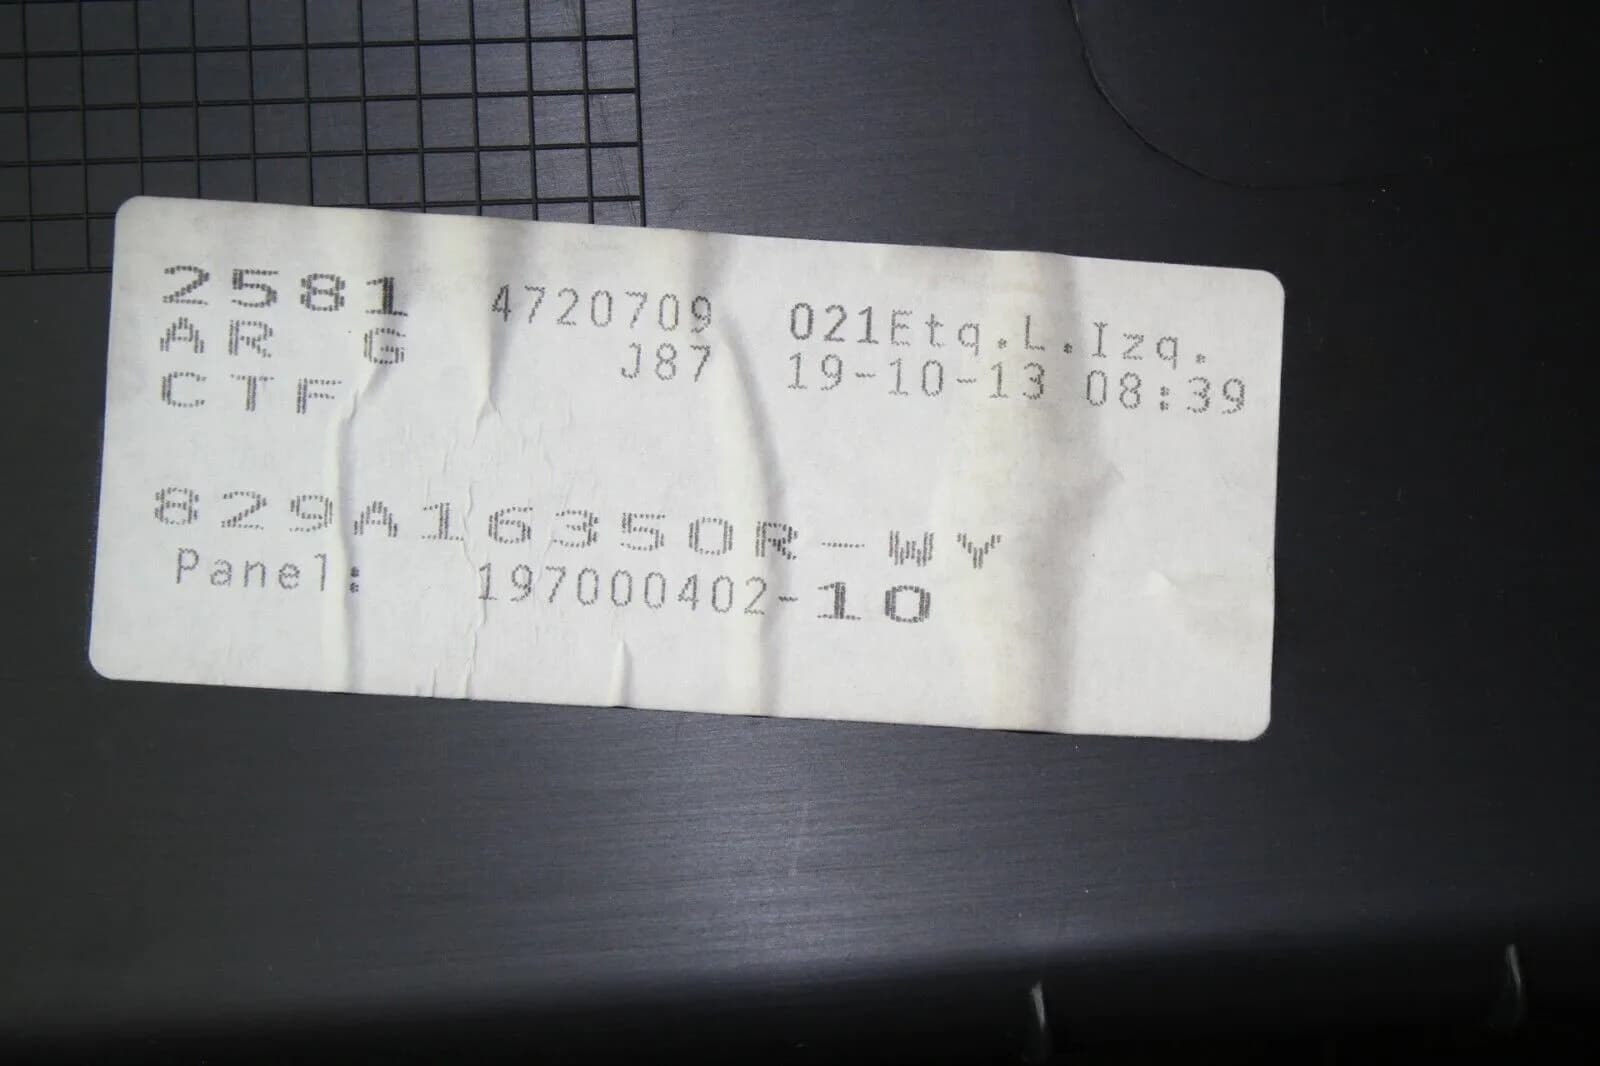 2581 4720709 021Etq.L.Izq.
AR G J87 19-10-13 08:39
CTF
829A16350R-WY
Panel: 197000402-10